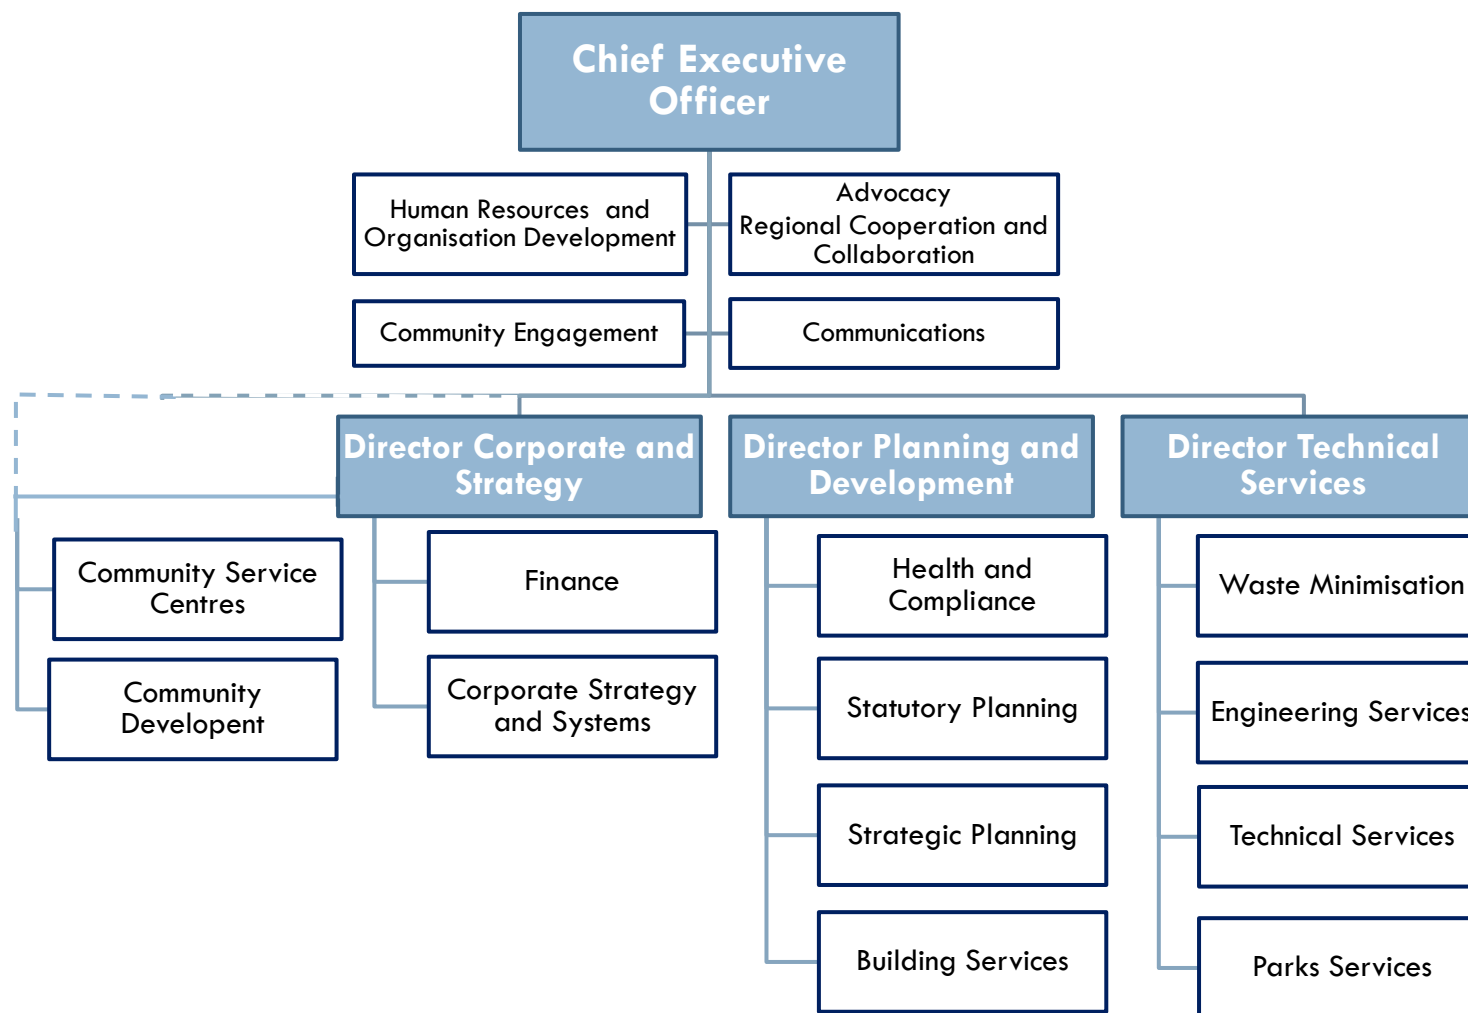 Chief Executive
Officer
Human Resources and
Organisation Development
Advocacy
Regional Cooperation and
Collaboration
Community Engagement
Communications
Director Corporate and
Strategy
Director Planning and
Development
Director Technical
Services
Community Service
Centres
Community
Developent
Finance
Corporate Strategy
and Systems
Health and
Compliance
Statutory Planning
Strategic Planning
Building Services
Waste Minimisation
Engineering Services
Technical Services
Parks Services